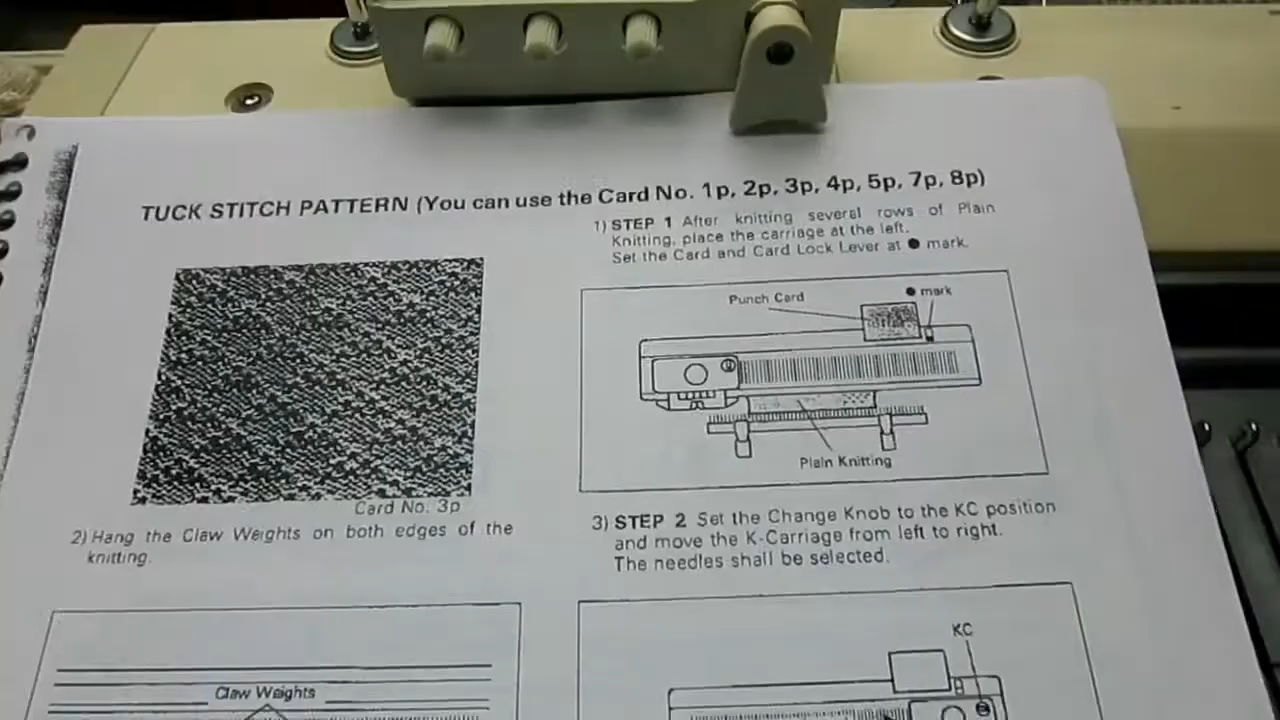 TUCK STITCH PATTERN (You can use the Card No. 1p, 2p, 3p, 4p, 5p, 7p, 8p)
1) STEP 1 After knitting several rows of Plain
Knitting, place the carriage at the left.
Set the Card and Card Lock Lever at ● mark.
Punch Card
● mark
Plain Knitting
Card No. 3p
2) Hang the Claw Weights on both edges of the
knitting.
3) STEP 2 Set the Change Knob to the KC position
and move the K-Carriage from left to right.
The needles shall be selected.
Claw Weights
KC